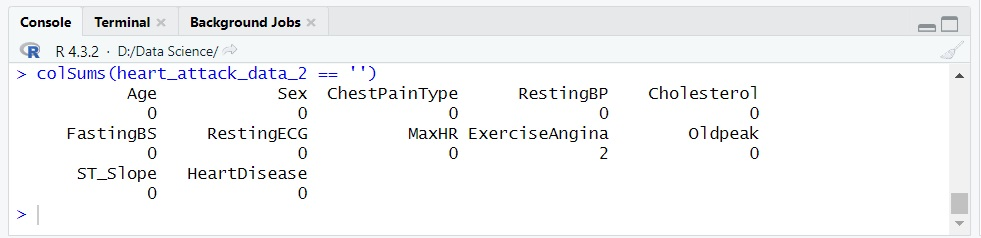 Console Terminal Background Jobs
R 4.3.2 · D:/Data Science/
> colSums(heart_attack_data_2 == '')
Age Sex ChestPainType RestingBP Cholesterol
0 0 0 0 0
FastingBS RestingECG MaxHR ExerciseAngina Oldpeak
0 0 0 2 0
ST_Slope HeartDisease
0 0
>